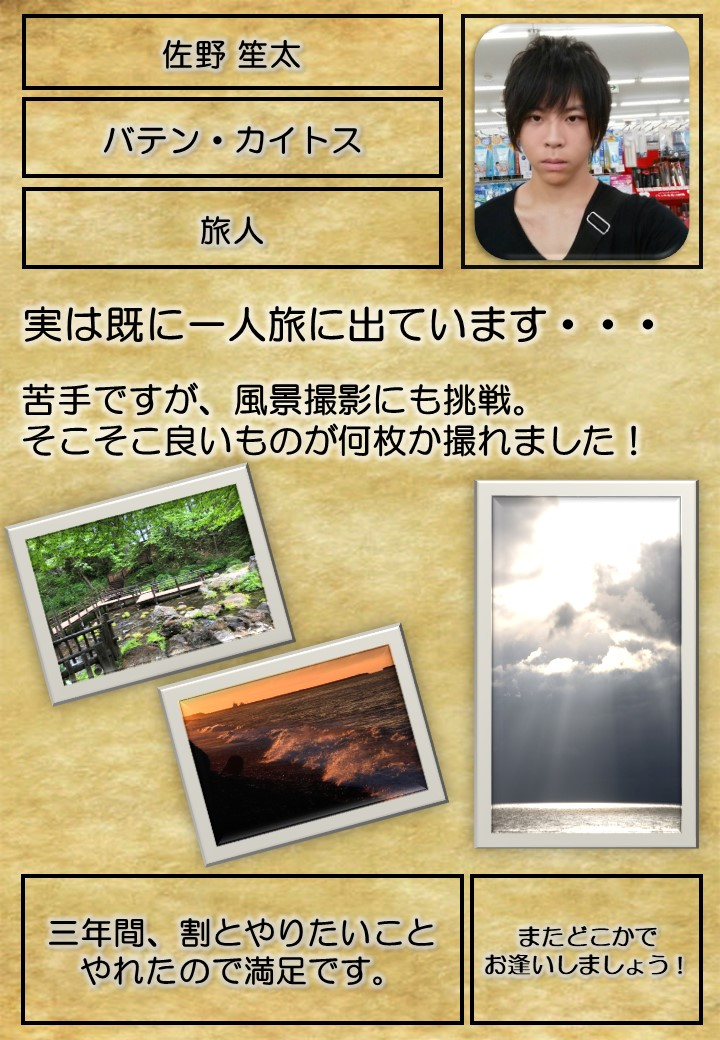 佐野 笙太
バテン・カイトス
旅人
実は既に一人旅に出ています・・・
苦手ですが、風景撮影にも挑戦。
そこそこ良いものが何枚か撮れました！
三年間、割とやりたいこと
やれたので満足です。
またどこかで
お逢いしましょう！